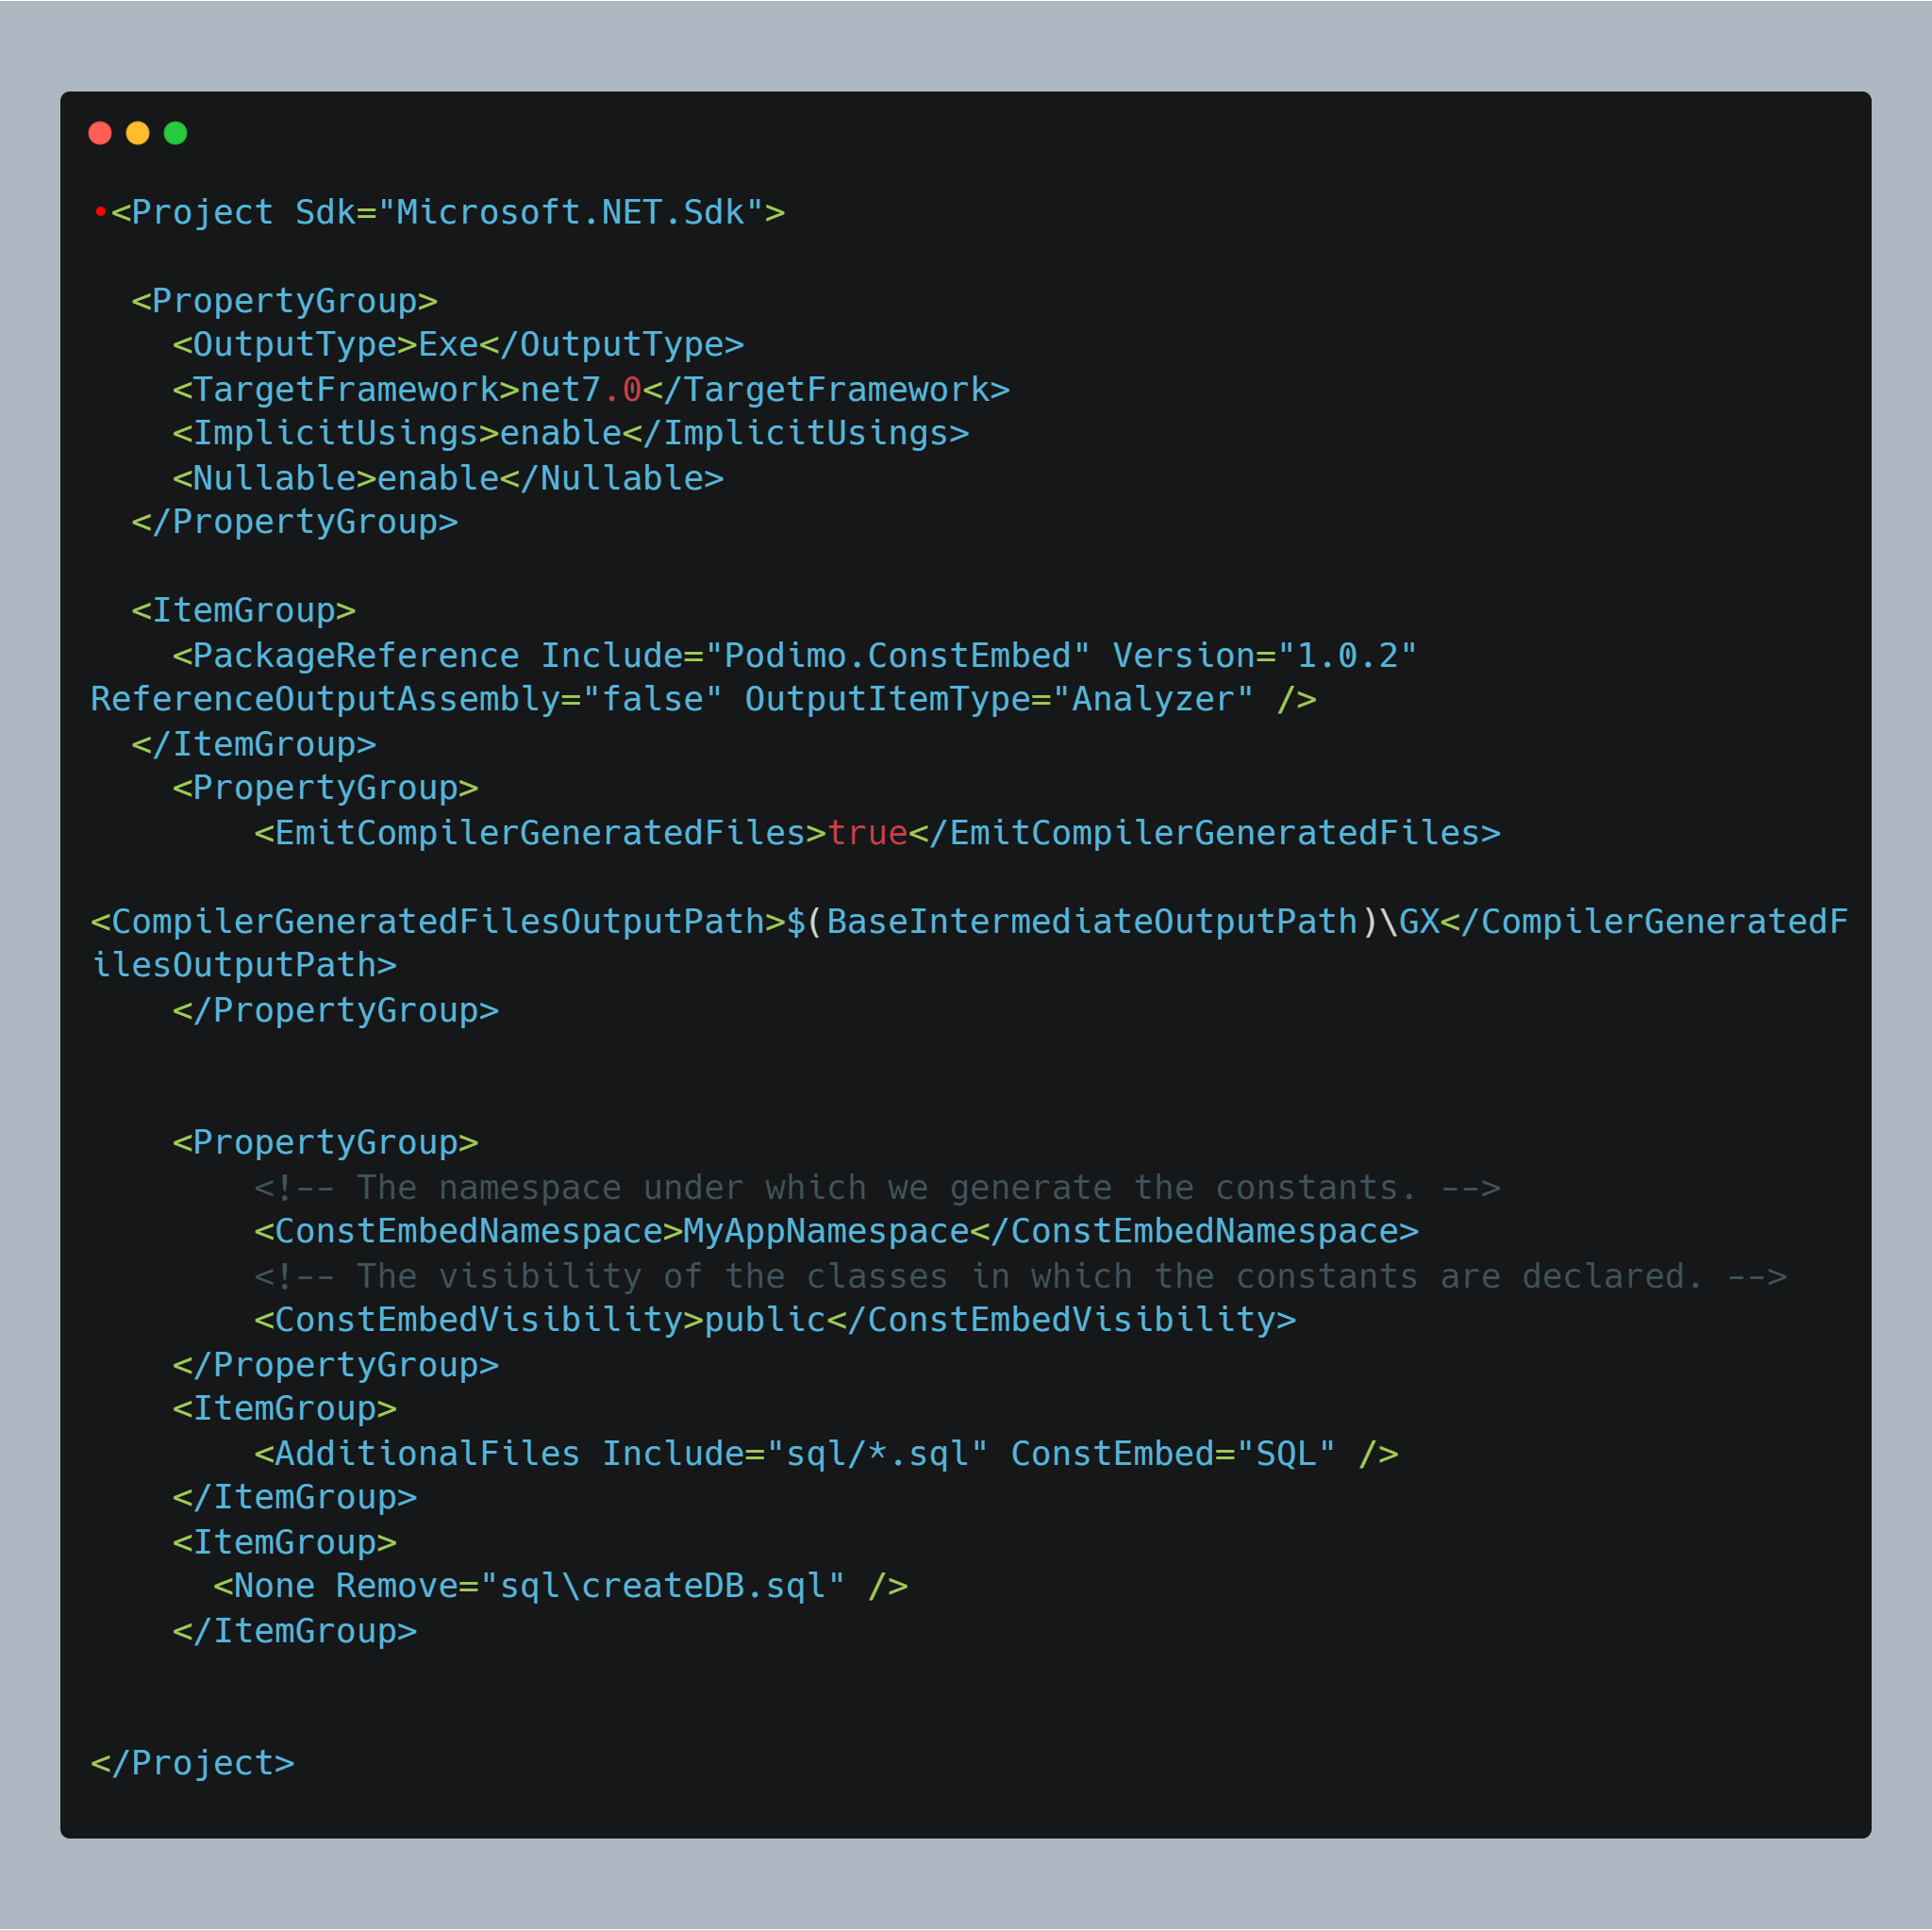 •<Project Sdk="Microsoft.NET.Sdk">
<PropertyGroup>
<OutputType>Exe</OutputType>
<TargetFramework>net7.0</TargetFramework>
<ImplicitUsings>enable</ImplicitUsings>
<Nullable>enable</Nullable>
</PropertyGroup>
<ItemGroup>
<PackageReference Include="Podimo.ConstEmbed" Version="1.0.2"
ReferenceOutputAssembly="false" OutputItemType="Analyzer" />
</ItemGroup>
<PropertyGroup>
<EmitCompilerGeneratedFiles>true</EmitCompilerGeneratedFiles>
<CompilerGeneratedFilesOutputPath>$(BaseIntermediateOutputPath)\GX</CompilerGeneratedF
ilesOutputPath>
</PropertyGroup>
<PropertyGroup>
<!-- The namespace under which we generate the constants. -->
<ConstEmbedNamespace>MyAppNamespace</ConstEmbedNamespace>
<!-- The visibility of the classes in which the constants are declared. -->
<ConstEmbedVisibility>public</ConstEmbedVisibility>
</PropertyGroup>
<ItemGroup>
<AdditionalFiles Include="sql/*.sql" ConstEmbed="SQL" />
</ItemGroup>
<ItemGroup>
<None Remove="sql\createDB.sql" />
</ItemGroup>
</Project>